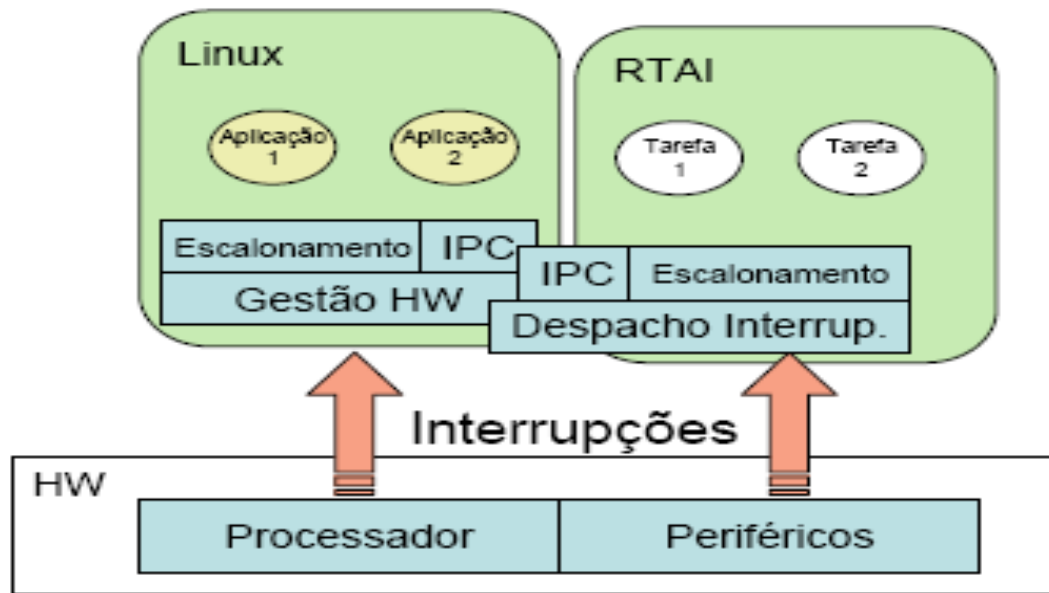 Linux
RTAI
Aplicação
1
Aplicação
2
Tarefa
1
Tarefa
2
Escalonamento
IPC
Gestão HW
IPC
Escalonamento
Despacho Interrup.
Interrupções
HW
Processador
Periféricos